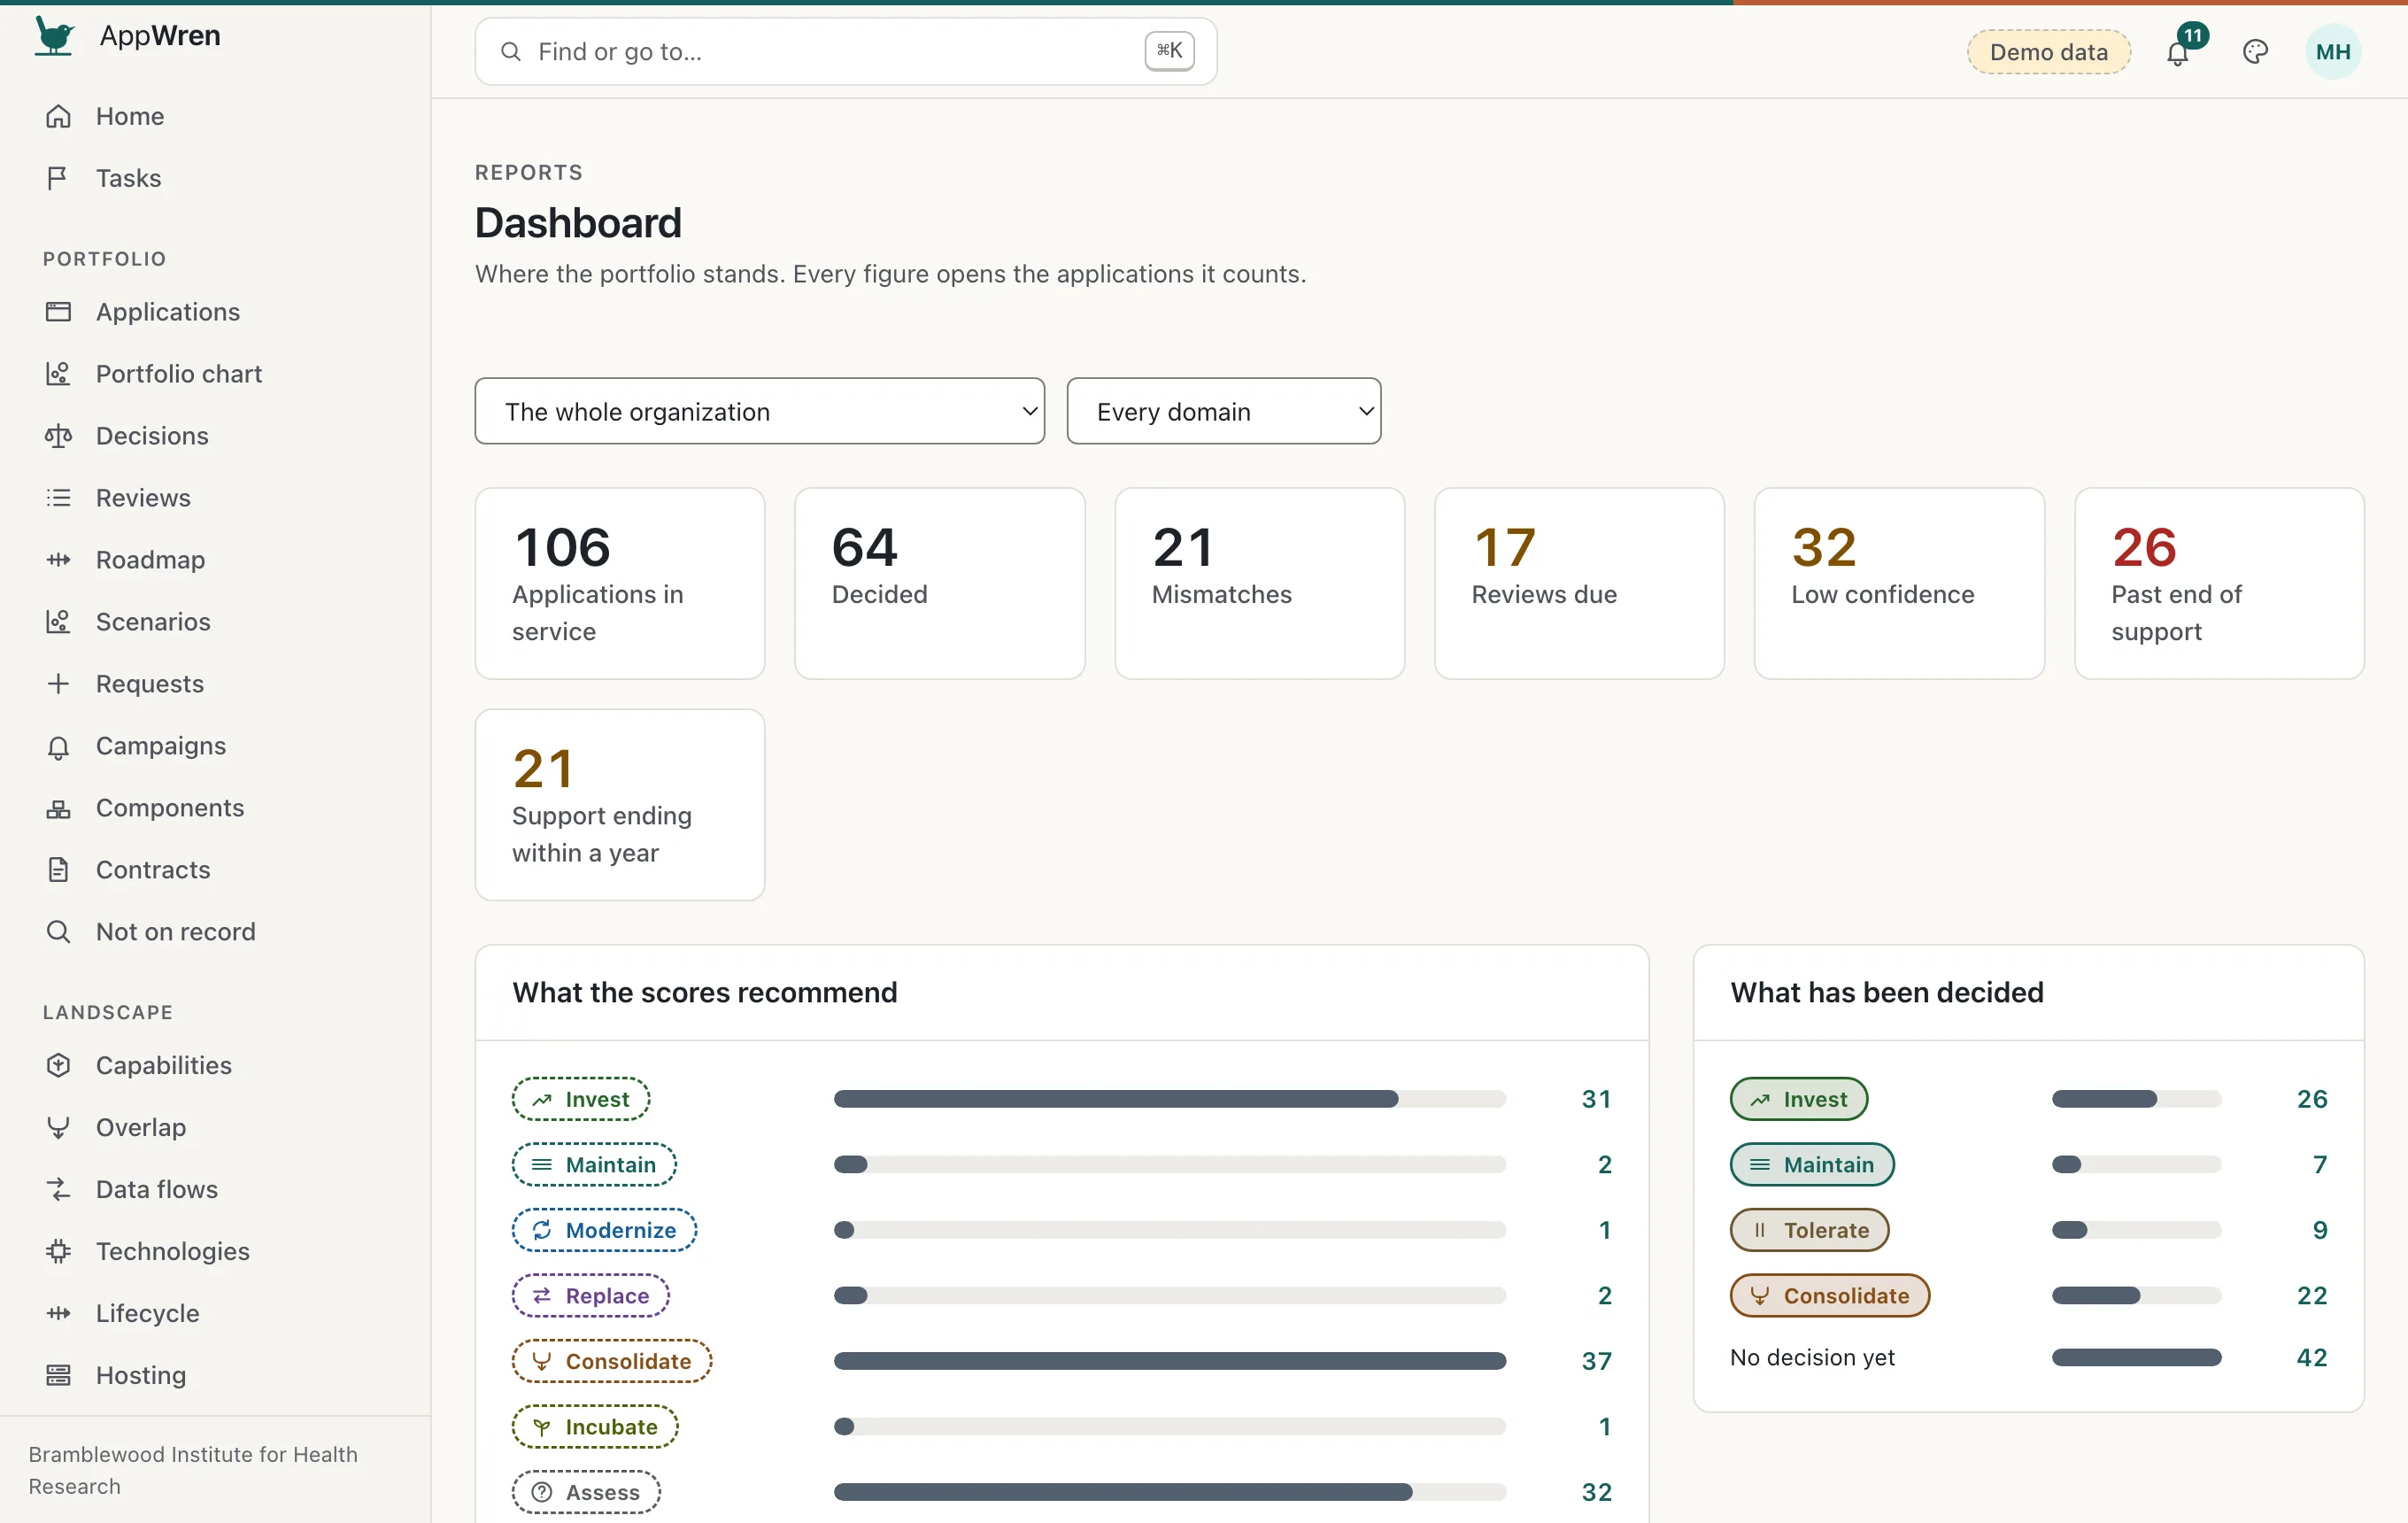 AppWren
Find or go to...
⌘K
Demo data
11
MH
Home
Tasks
PORTFOLIO
Applications
Portfolio chart
Decisions
Reviews
Roadmap
Scenarios
Requests
Campaigns
Components
Contracts
Not on record
LANDSCAPE
Capabilities
Overlap
Data flows
Technologies
Lifecycle
Hosting
Bramblewood Institute for Health
Research
REPORTS
Dashboard
Where the portfolio stands. Every figure opens the applications it counts.
The whole organization
Every domain
106
Applications in
service
64
Decided
21
Mismatches
17
Reviews due
32
Low confidence
26
Past end of
support
21
Support ending
within a year
What the scores recommend
Invest 31
Maintain 2
Modernize 1
Replace 2
Consolidate 37
Incubate 1
Assess 32
What has been decided
Invest 26
Maintain 7
Tolerate 9
Consolidate 22
No decision yet 42